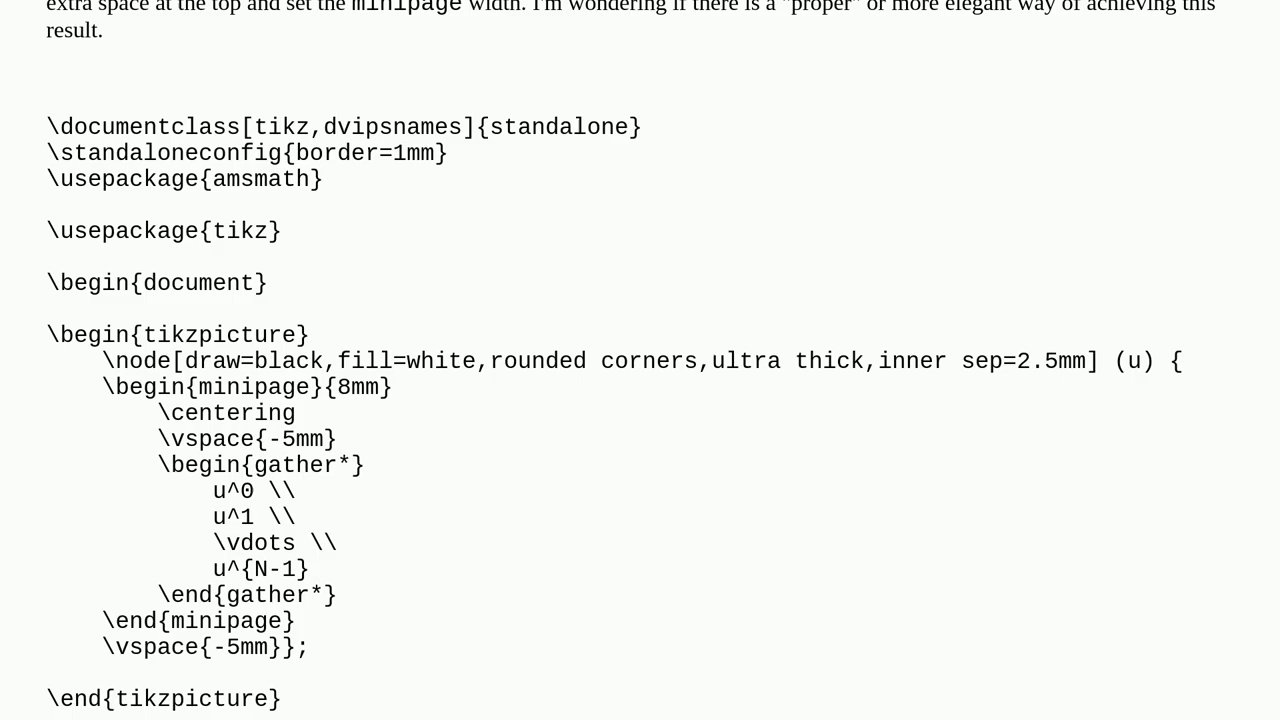 extra space at the top and set the minipage width. I'm wondering if there is a "proper" or more elegant way of achieving this
result.
\documentclass[tikz,dvipsnames]{standalone}
\standaloneconfig{border=1mm}
\usepackage{amsmath}
\usepackage{tikz}
\begin{document}
\begin{tikzpicture}
    \node[draw=black,fill=white,rounded corners,ultra thick,inner sep=2.5mm] (u) {
    \begin{minipage}{8mm}
        \centering
        \vspace{-5mm}
        \begin{gather*}
            u^0 \\
            u^1 \\
            \vdots \\
            u^{N-1}
        \end{gather*}
    \end{minipage}
    \vspace{-5mm}};
\end{tikzpicture}